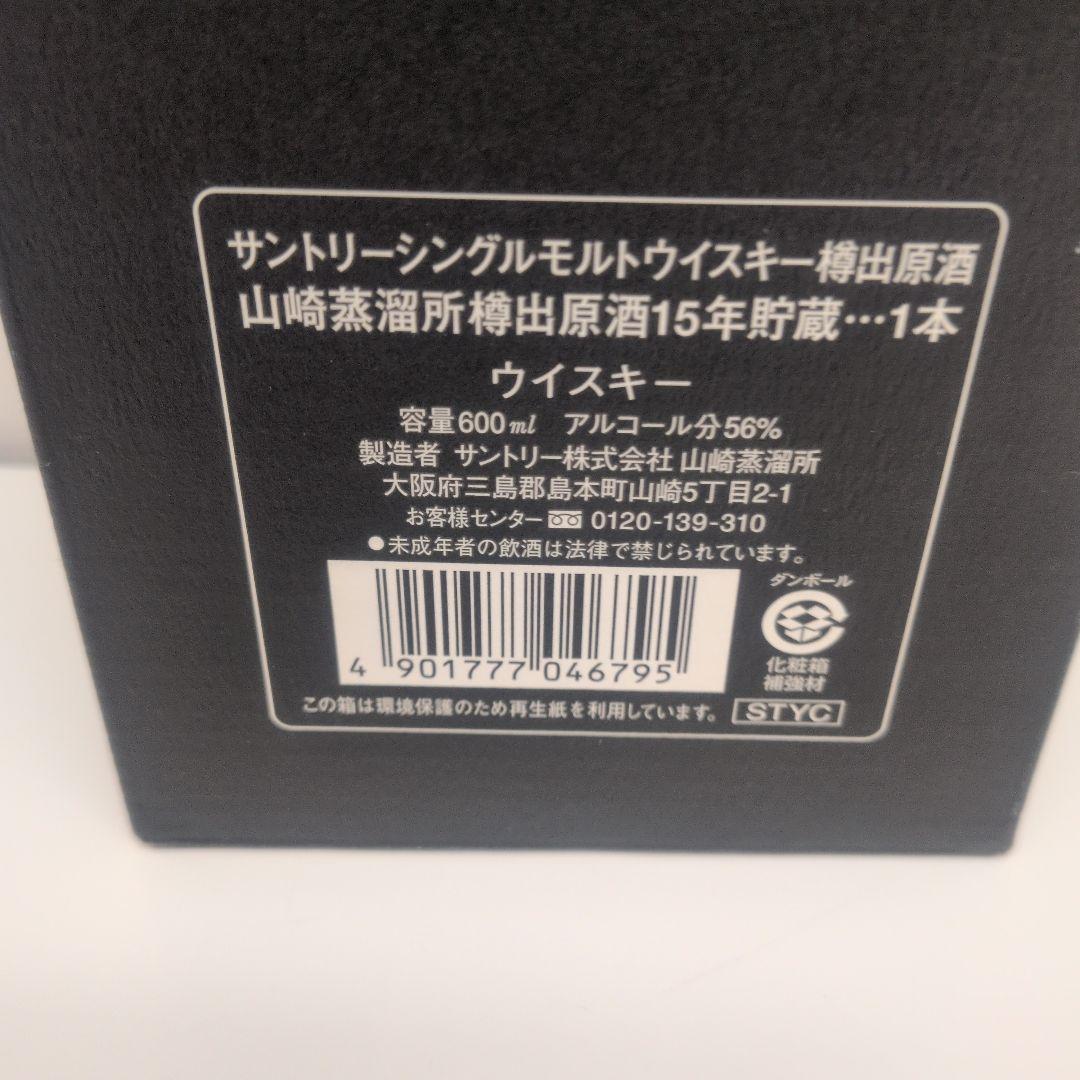 サントリーシングルモルトウイスキー樽出原酒
山崎蒸溜所樽出原酒15年貯蔵…1本
ウイスキー
容量600ml アルコール分56%
製造者 サントリー株式会社 山崎蒸溜所
大阪府三島郡島本町山崎5丁目2-1
お客様センター 0120-139-310
●未成年者の飲酒は法律で禁じられています。
ダンボール
4 901777 046795
化粧箱
補強材
この箱は環境保護のため再生紙を利用しています。 STYC